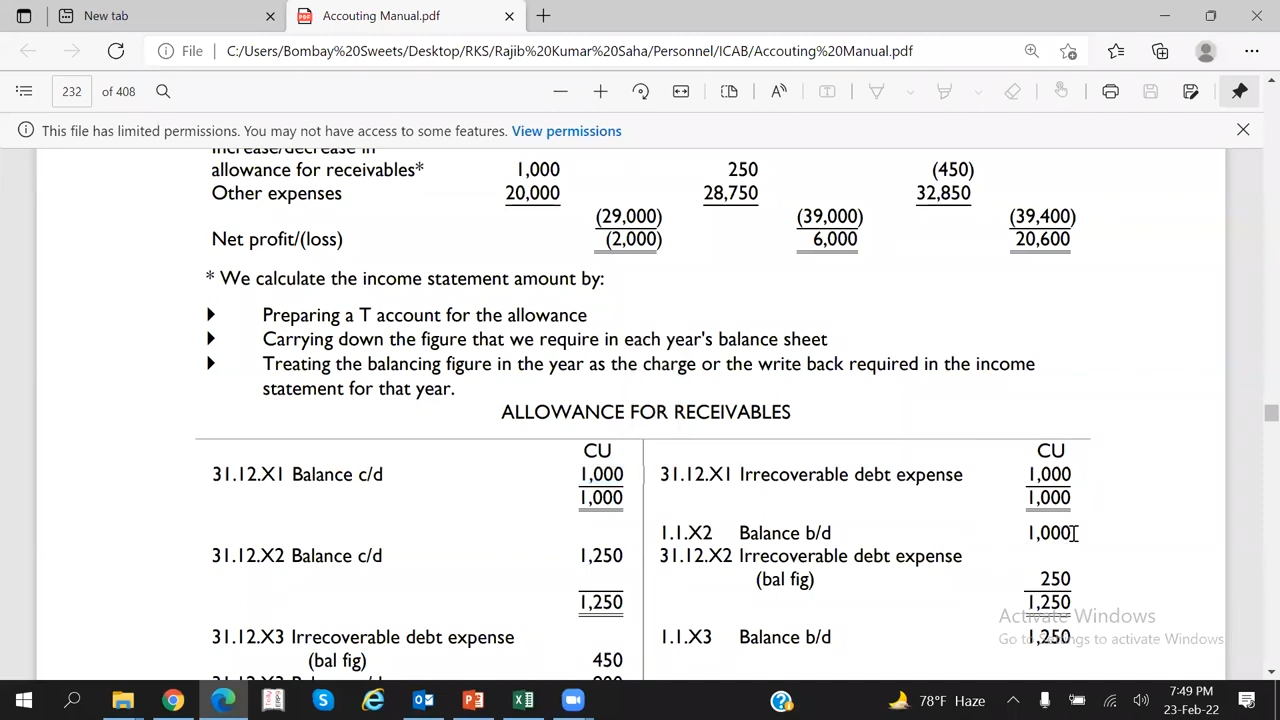 New tab
Accouting Manual.pdf
File
C:/Users/Bombay%20Sweets/Desktop/RKS/Rajib%20Kumar%20Saha/Personnel/ICAB/Accouting%20Manual.pdf
232 of 408
This file has limited permissions. You may not have access to some features. View permissions
Increase/decrease in
allowance for receivables* 1,000 250 (450)
Other expenses 20,000 28,750 32,850
(29,000) (39,000) (39,400)
Net profit/(loss) (2,000) 6,000 20,600
* We calculate the income statement amount by:
Preparing a T account for the allowance
Carrying down the figure that we require in each year's balance sheet
Treating the balancing figure in the year as the charge or the write back required in the income
statement for that year.
ALLOWANCE FOR RECEIVABLES
CU CU
31.12.X1 Balance c/d 1,000 31.12.X1 Irrecoverable debt expense 1,000
1,000 1,000
1.1.X2 Balance b/d 1,000
31.12.X2 Balance c/d 1,250 31.12.X2 Irrecoverable debt expense
(bal fig) 250
1,250 1,250
Activate Windows
31.12.X3 Irrecoverable debt expense 1.1.X3 Balance b/d 1,250
Go to Settings to activate Windows
(bal fig) 450
78°F Haze
7:49 PM
23-Feb-22